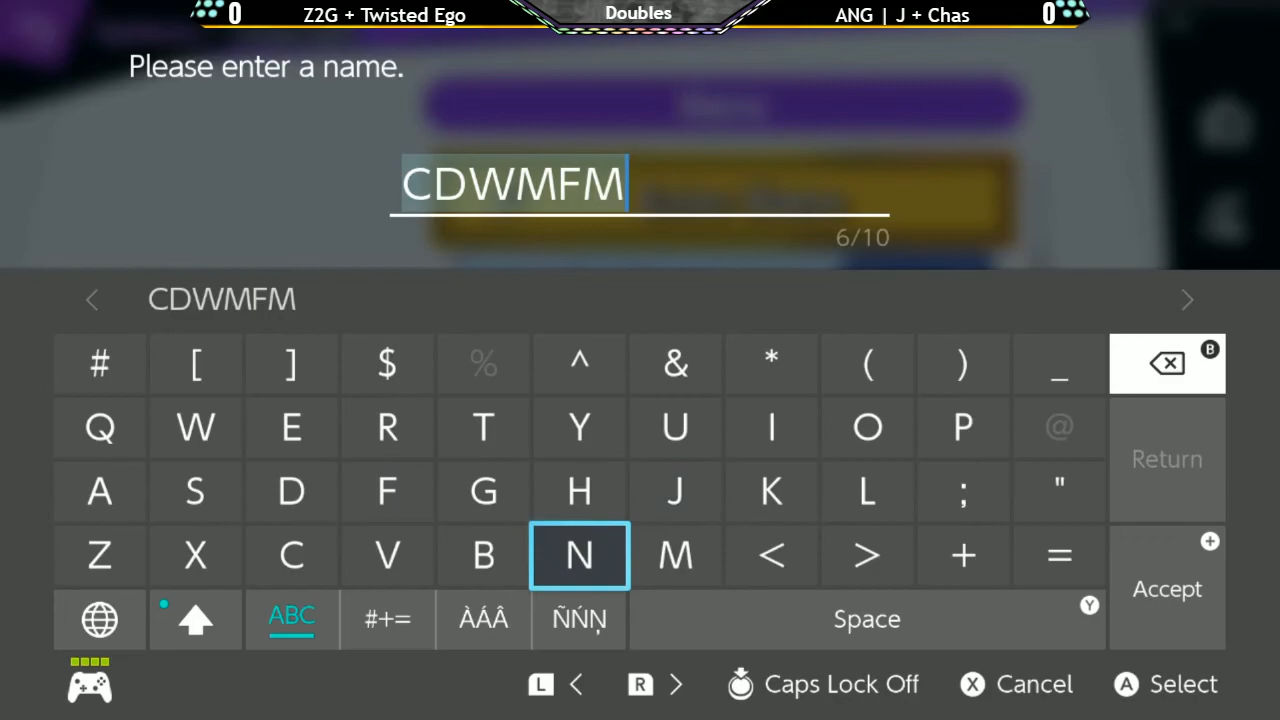 0 Z2G + Twisted Ego Doubles ANG | J + Chas 0
Please enter a name.
CDWMFM
6/10
CDWMFM
# [ ] $ % ^ & * ( ) _ B
Q W E R T Y U I O P @ Return
A S D F G H J K L ; "
Z X C V B N M < > + = + Accept
ABC #+= ÀÁÂ ÑŃŅ Space Y
L < R > Caps Lock Off X Cancel A Select